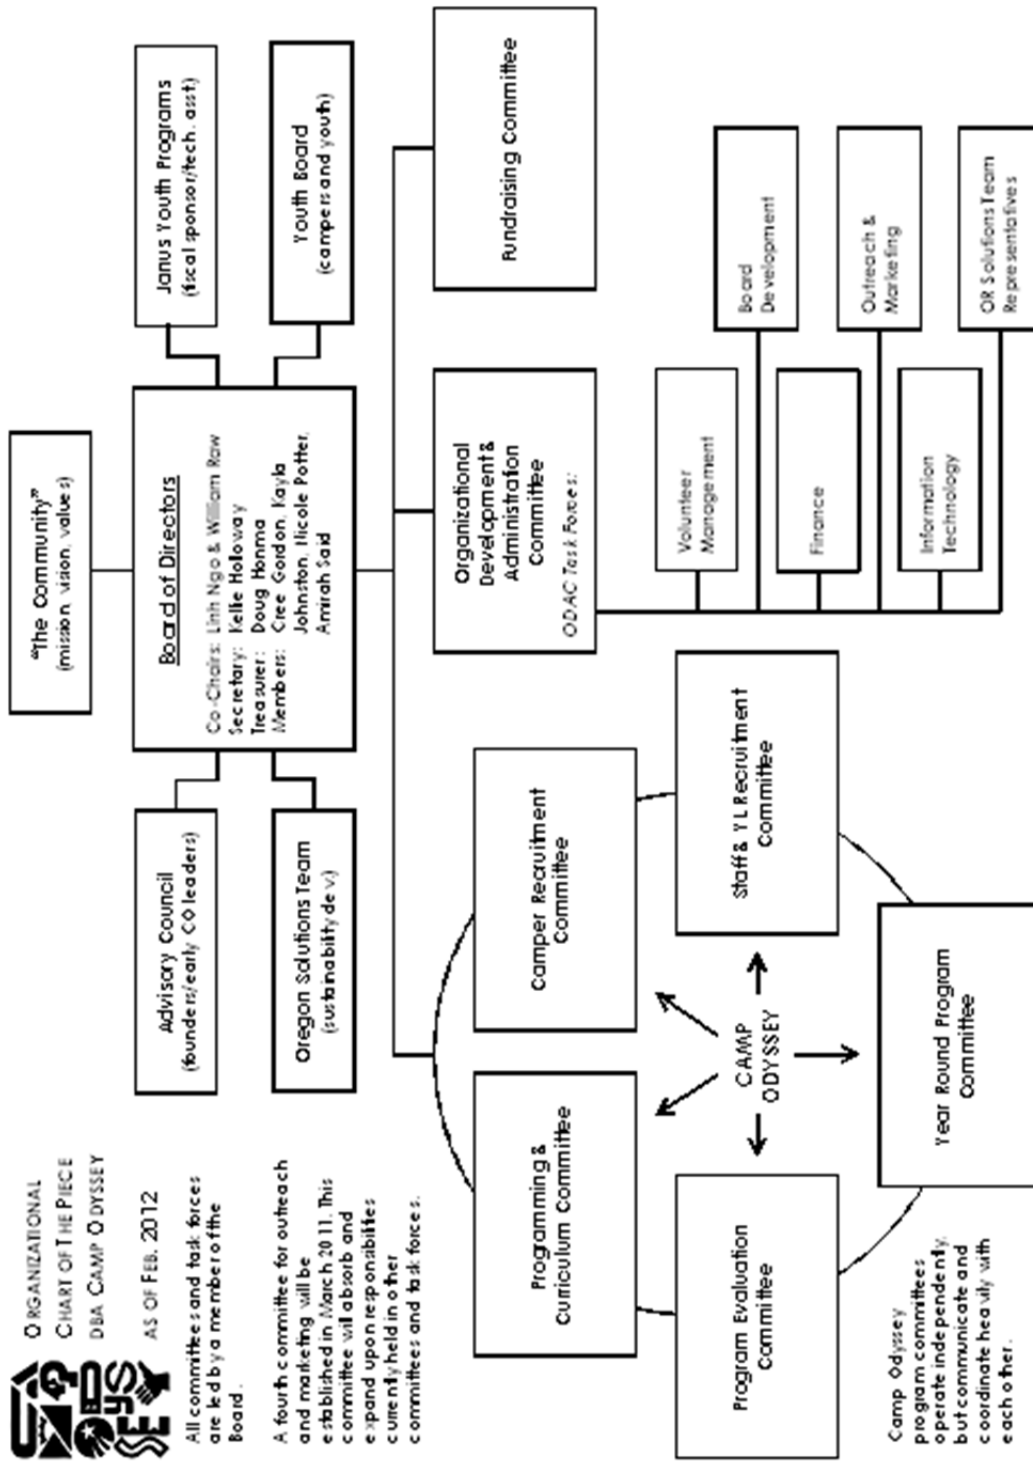 CAMP ODYSSEY
ORGANIZATIONAL
CHART OF THE PIECE
DBA CAMP ODYSSEY
AS OF FEB. 2012
All committees and task forces
are led by a member of the
Board.
A fourth committee for outreach
and marketing will be
established in March 2011. This
committee will absorb and
expand upon responsibilities
currently held in other
committees and task forces.
"The Community"
(mission, vision, values)
Advisory Council
(founders/early CO leaders)
Oregon Solutions Team
(sustainability dev.)
Board of Directors
Co-Chairs: Linh Ngo & William Raw
Secretary: Kellie Holoway
Treasurer: Doug Honma
Members: Cree Gordon, Kayla
Johnston, Nicole Potter,
Amirah Said
Janus Youth Programs
(fiscal sponsor/tech. asst.)
Youth Board
(campers and youth)
Programming &
Curriculum Committee
Camper Recruitment
Committee
Program Evaluation
Committee
CAMP
ODYSSEY
Staff & YL Recruitment
Committee
Year Round Program
Committee
Camp Odyssey
program committees
operate independently,
but communicate and
coordinate heavily with
each other.
Organizational
Development &
Administration
Committee
ODAC Task Forces:
Volunteer
Management
Board
Development
Finance
Outreach &
Marketing
Information
Technology
OR Solutions Team
Representatives
Fundraising Committee